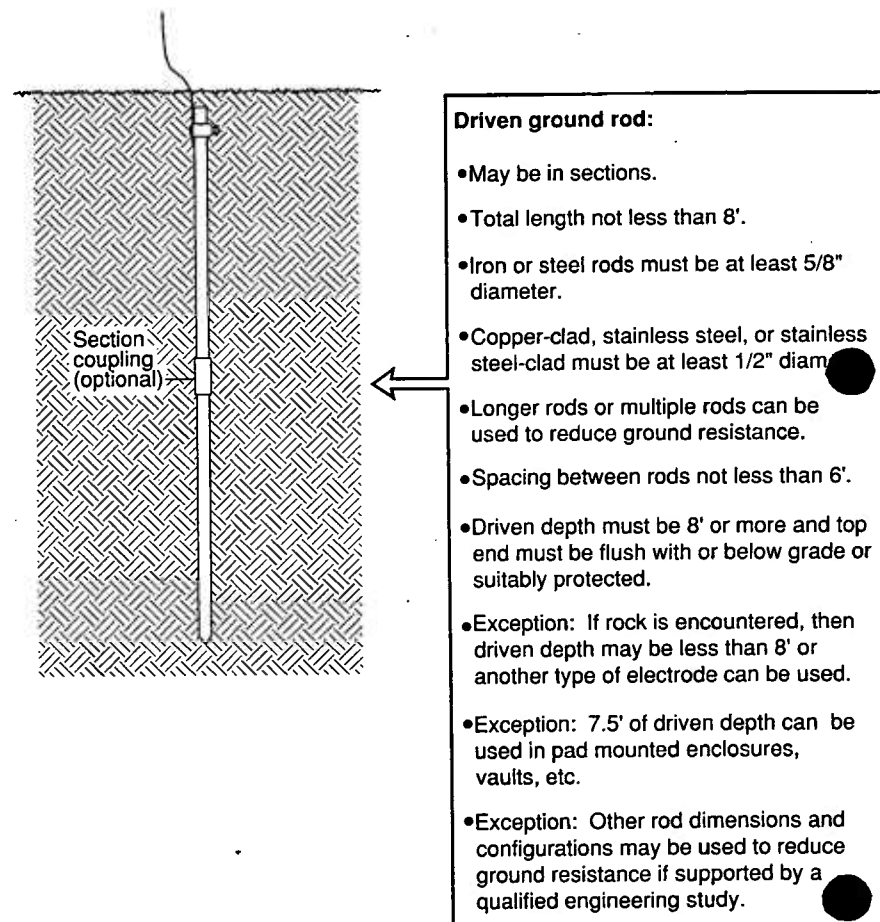 Section
coupling
(optional)
Driven ground rod:
•May be in sections.
•Total length not less than 8'.
•Iron or steel rods must be at least 5/8"
diameter.
•Copper-clad, stainless steel, or stainless
steel-clad must be at least 1/2"
•Longer rods or multiple rods can be
used to reduce ground resistance.
•Spacing between rods not less than 6'.
•Driven depth must be 8' or more and top
end must be flush with or below grade or
suitably protected.
•Exception: If rock is encountered, then
driven depth may be less than 8' or
another type of electrode can be used.
•Exception: 7.5' of driven depth can be
used in pad mounted enclosures,
vaults, etc.
•Exception: Other rod dimensions and
configurations may be used to reduce
ground resistance if supported by a
qualified engineering study.